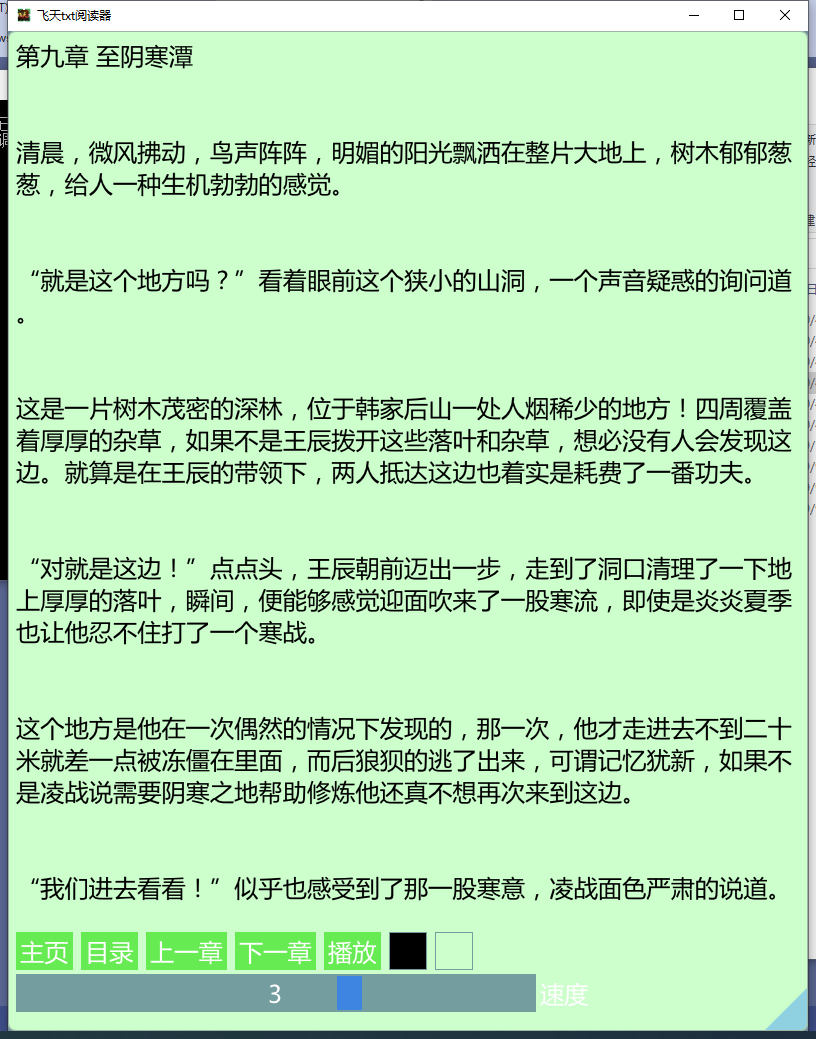 飞天txt阅读器
第九章 至阴寒潭
清晨，微风拂动，鸟声阵阵，明媚的阳光飘洒在整片大地上，树木郁郁葱
葱，给人一种生机勃勃的感觉。
“就是这个地方吗？”看着眼前这个狭小的山洞，一个声音疑惑的询问道
。
这是一片树木茂密的深林，位于韩家后山一处人烟稀少的地方！四周覆盖
着厚厚的杂草，如果不是王辰拨开这些落叶和杂草，想必没有人会发现这
边。就算是在王辰的带领下，两人抵达这边也着实是耗费了一番功夫。
“对就是这边！”点点头，王辰朝前迈出一步，走到了洞口清理了一下地
上厚厚的落叶，瞬间，便能够感觉迎面吹来了一股寒流，即使是炎炎夏季
也让他忍不住打了一个寒战。
这个地方是他在一次偶然的情况下发现的，那一次，他才走进去不到二十
米就差一点被冻僵在里面，而后狼狈的逃了出来，可谓记忆犹新，如果不
是凌战说需要阴寒之地帮助修炼他还真不想再次来到这边。
“我们进去看看！”似乎也感受到了那一股寒意，凌战面色严肃的说道。
主页 目录 上一章 下一章 播放
3 速度